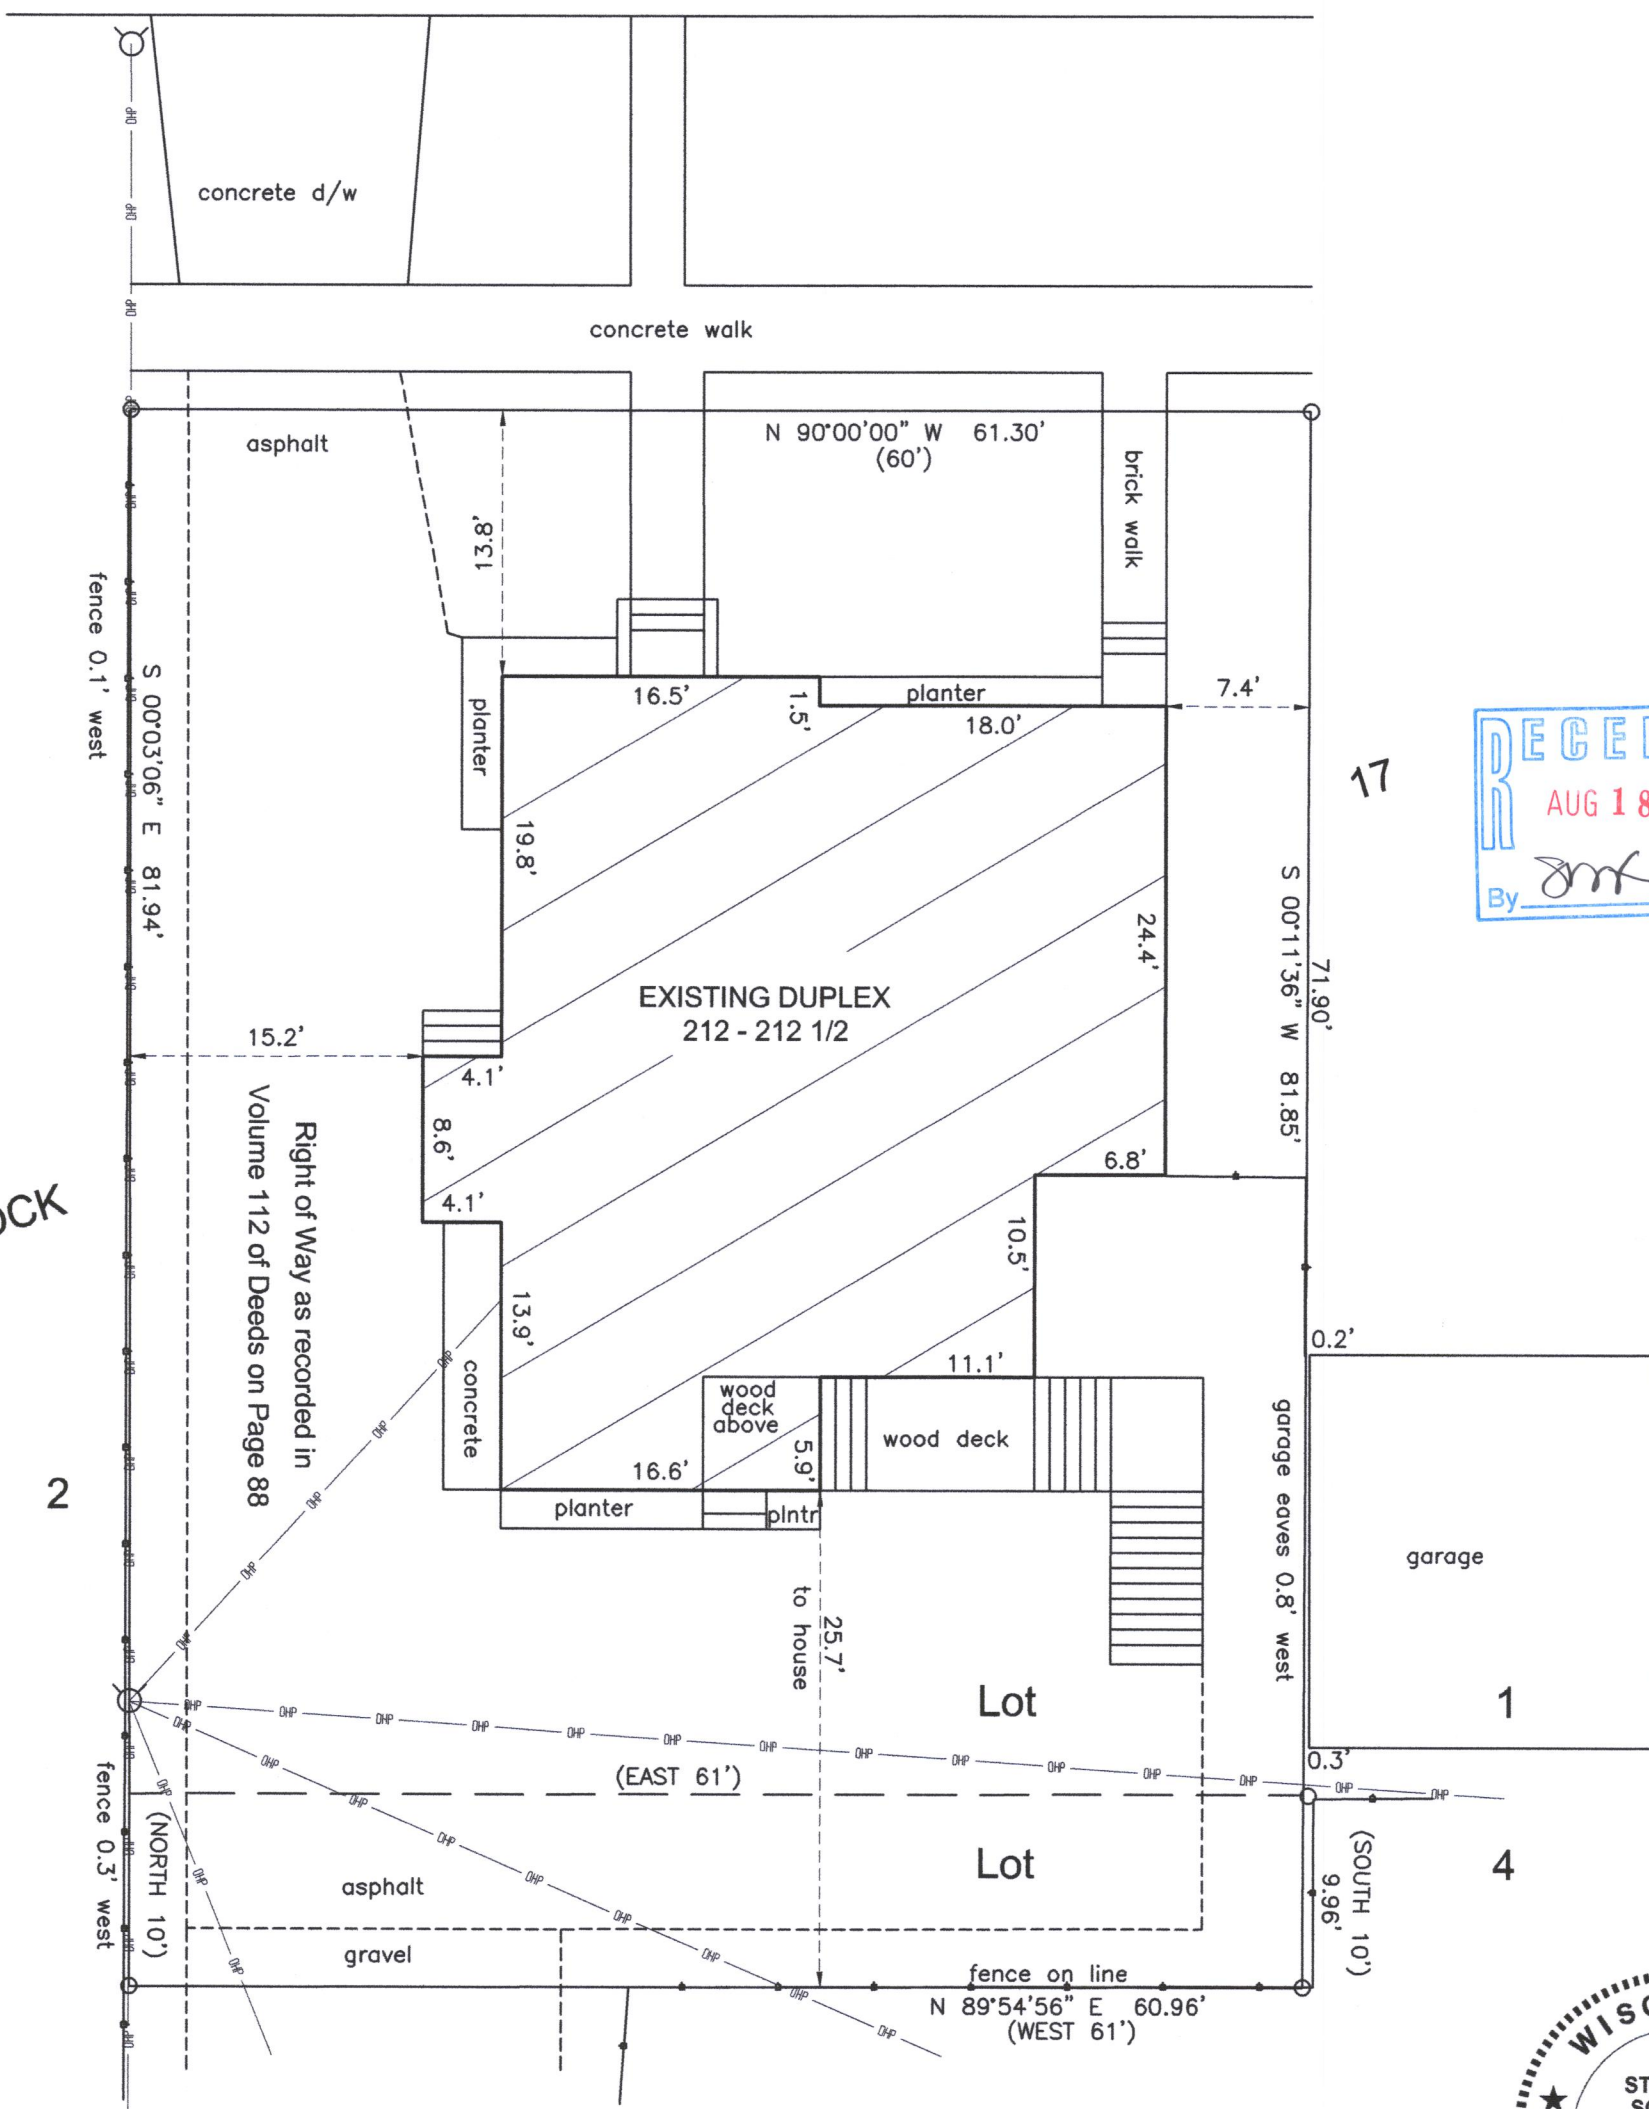 concrete d/w
concrete walk
asphalt
N 90°00'00" W 61.30'
(60')
brick walk
13.8'
fence 0.1' west
S 00°03'06" E 81.94'
planter
16.5'
1.5'
planter
18.0'
7.4'
17
AUG 18
By
19.8'
24.4'
S 00°11'36" W 81.85'
71.90'
EXISTING DUPLEX
212 - 212 1/2
15.2'
4.1'
8.6'
4.1'
6.8'
10.5'
Right of Way as recorded in
Volume 112 of Deeds on Page 88
13.9'
concrete
11.1'
0.2'
wood
deck
above
5.9'
wood deck
16.6'
planter
plntr
2
garage eaves 0.8' west
garage
25.7'
to house
Lot
1
0.3'
(EAST 61')
fence 0.3' west
(NORTH 10')
Lot
4
(SOUTH 10')
9.96'
asphalt
gravel
fence on line
N 89°54'56" E 60.96'
(WEST 61')
OHP